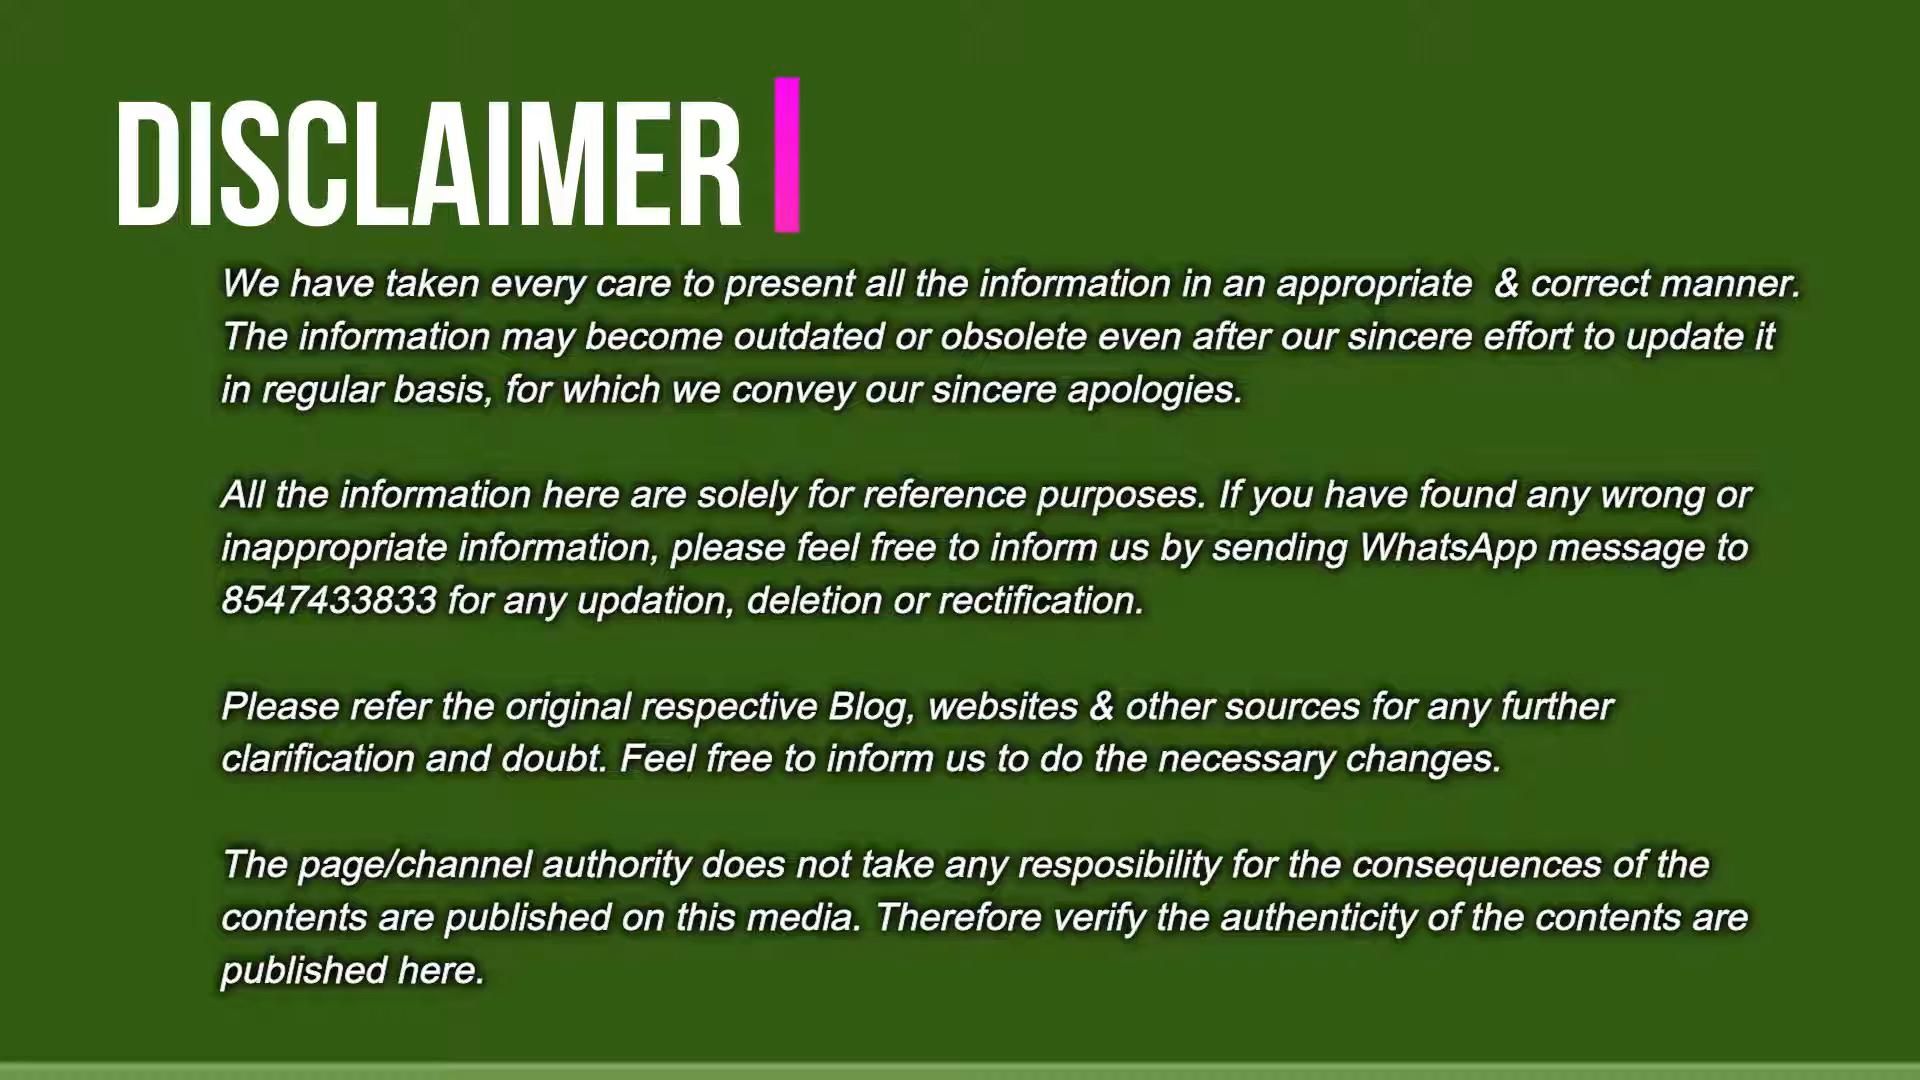 DISCLAIMER
We have taken every care to present all the information in an appropriate & correct manner.
The information may become outdated or obsolete even after our sincere effort to update it
in regular basis, for which we convey our sincere apologies.
All the information here are solely for reference purposes. If you have found any wrong or
inappropriate information, please feel free to inform us by sending WhatsApp message to
8547433833 for any updation, deletion or rectification.
Please refer the original respective Blog, websites & other sources for any further
clarification and doubt. Feel free to inform us to do the necessary changes.
The page/channel authority does not take any resposibility for the consequences of the
contents are published on this media. Therefore verify the authenticity of the contents are
published here.